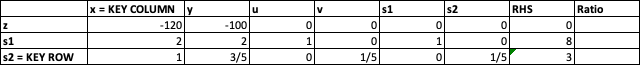 x = KEY COLUMN y u v s1 s2 RHS Ratio
z -120 -100 0 0 0 0 0
s1 2 2 1 0 1 0 8
s2 = KEY ROW 1 3/5 0 1/5 0 1/5 3